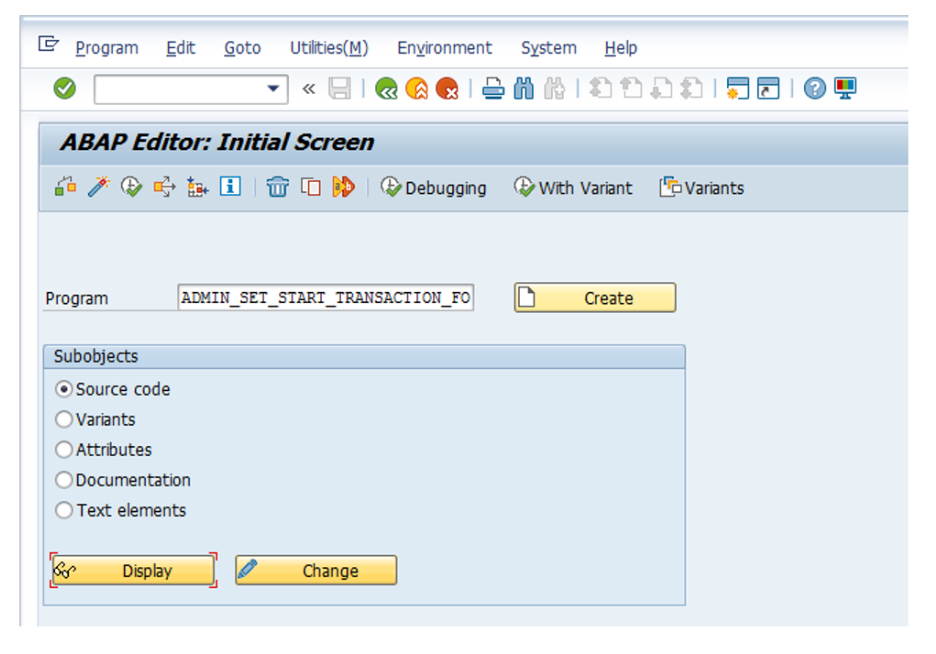 Program Edit Goto Utilities(M) Environment System Help
ABAP Editor: Initial Screen
Debugging With Variant Variants
Program ADMIN_SET_START_TRANSACTION_FO Create
Subobjects
Source code
Variants
Attributes
Documentation
Text elements
Display Change